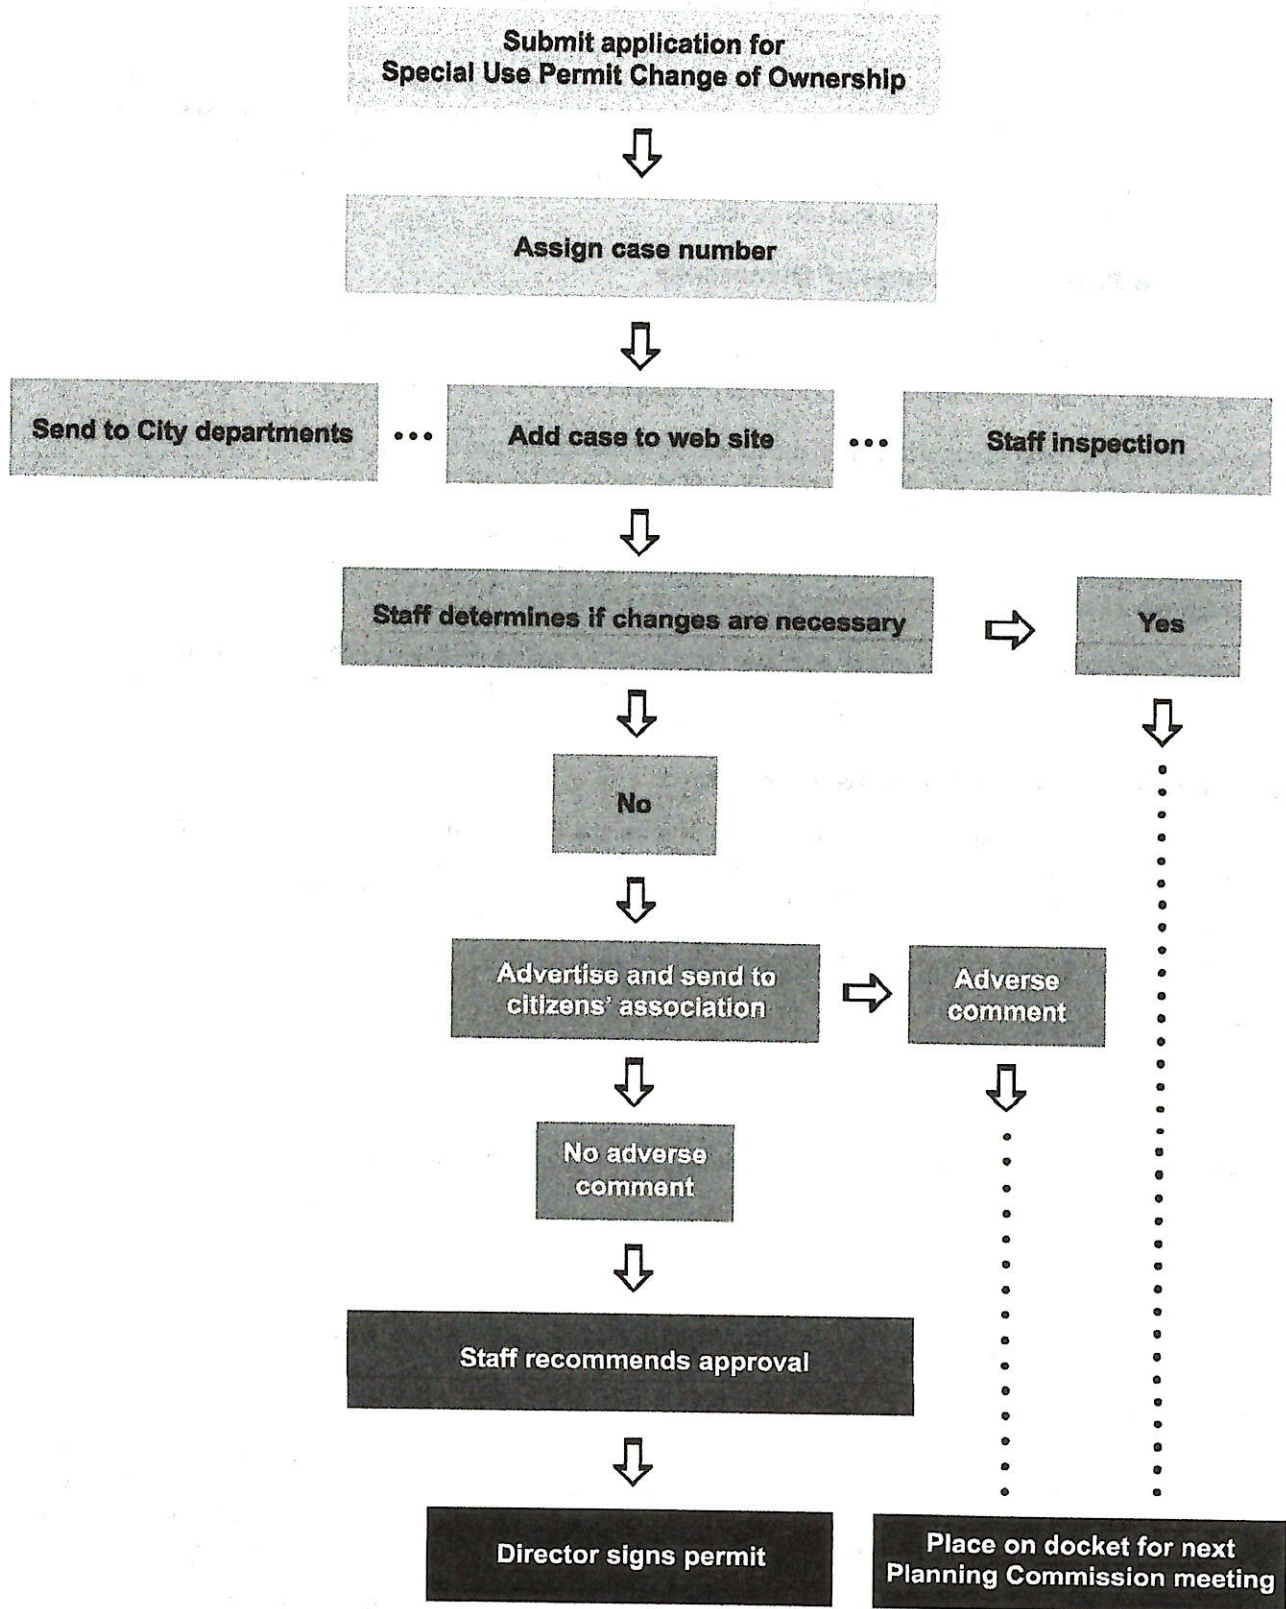 Submit application for
Special Use Permit Change of Ownership
Assign case number
Send to City departments ••• Add case to web site ••• Staff inspection
Staff determines if changes are necessary
Yes
No
Advertise and send to
citizens' association
Adverse
comment
No adverse
comment
Staff recommends approval
Director signs permit
Place on docket for next
Planning Commission meeting